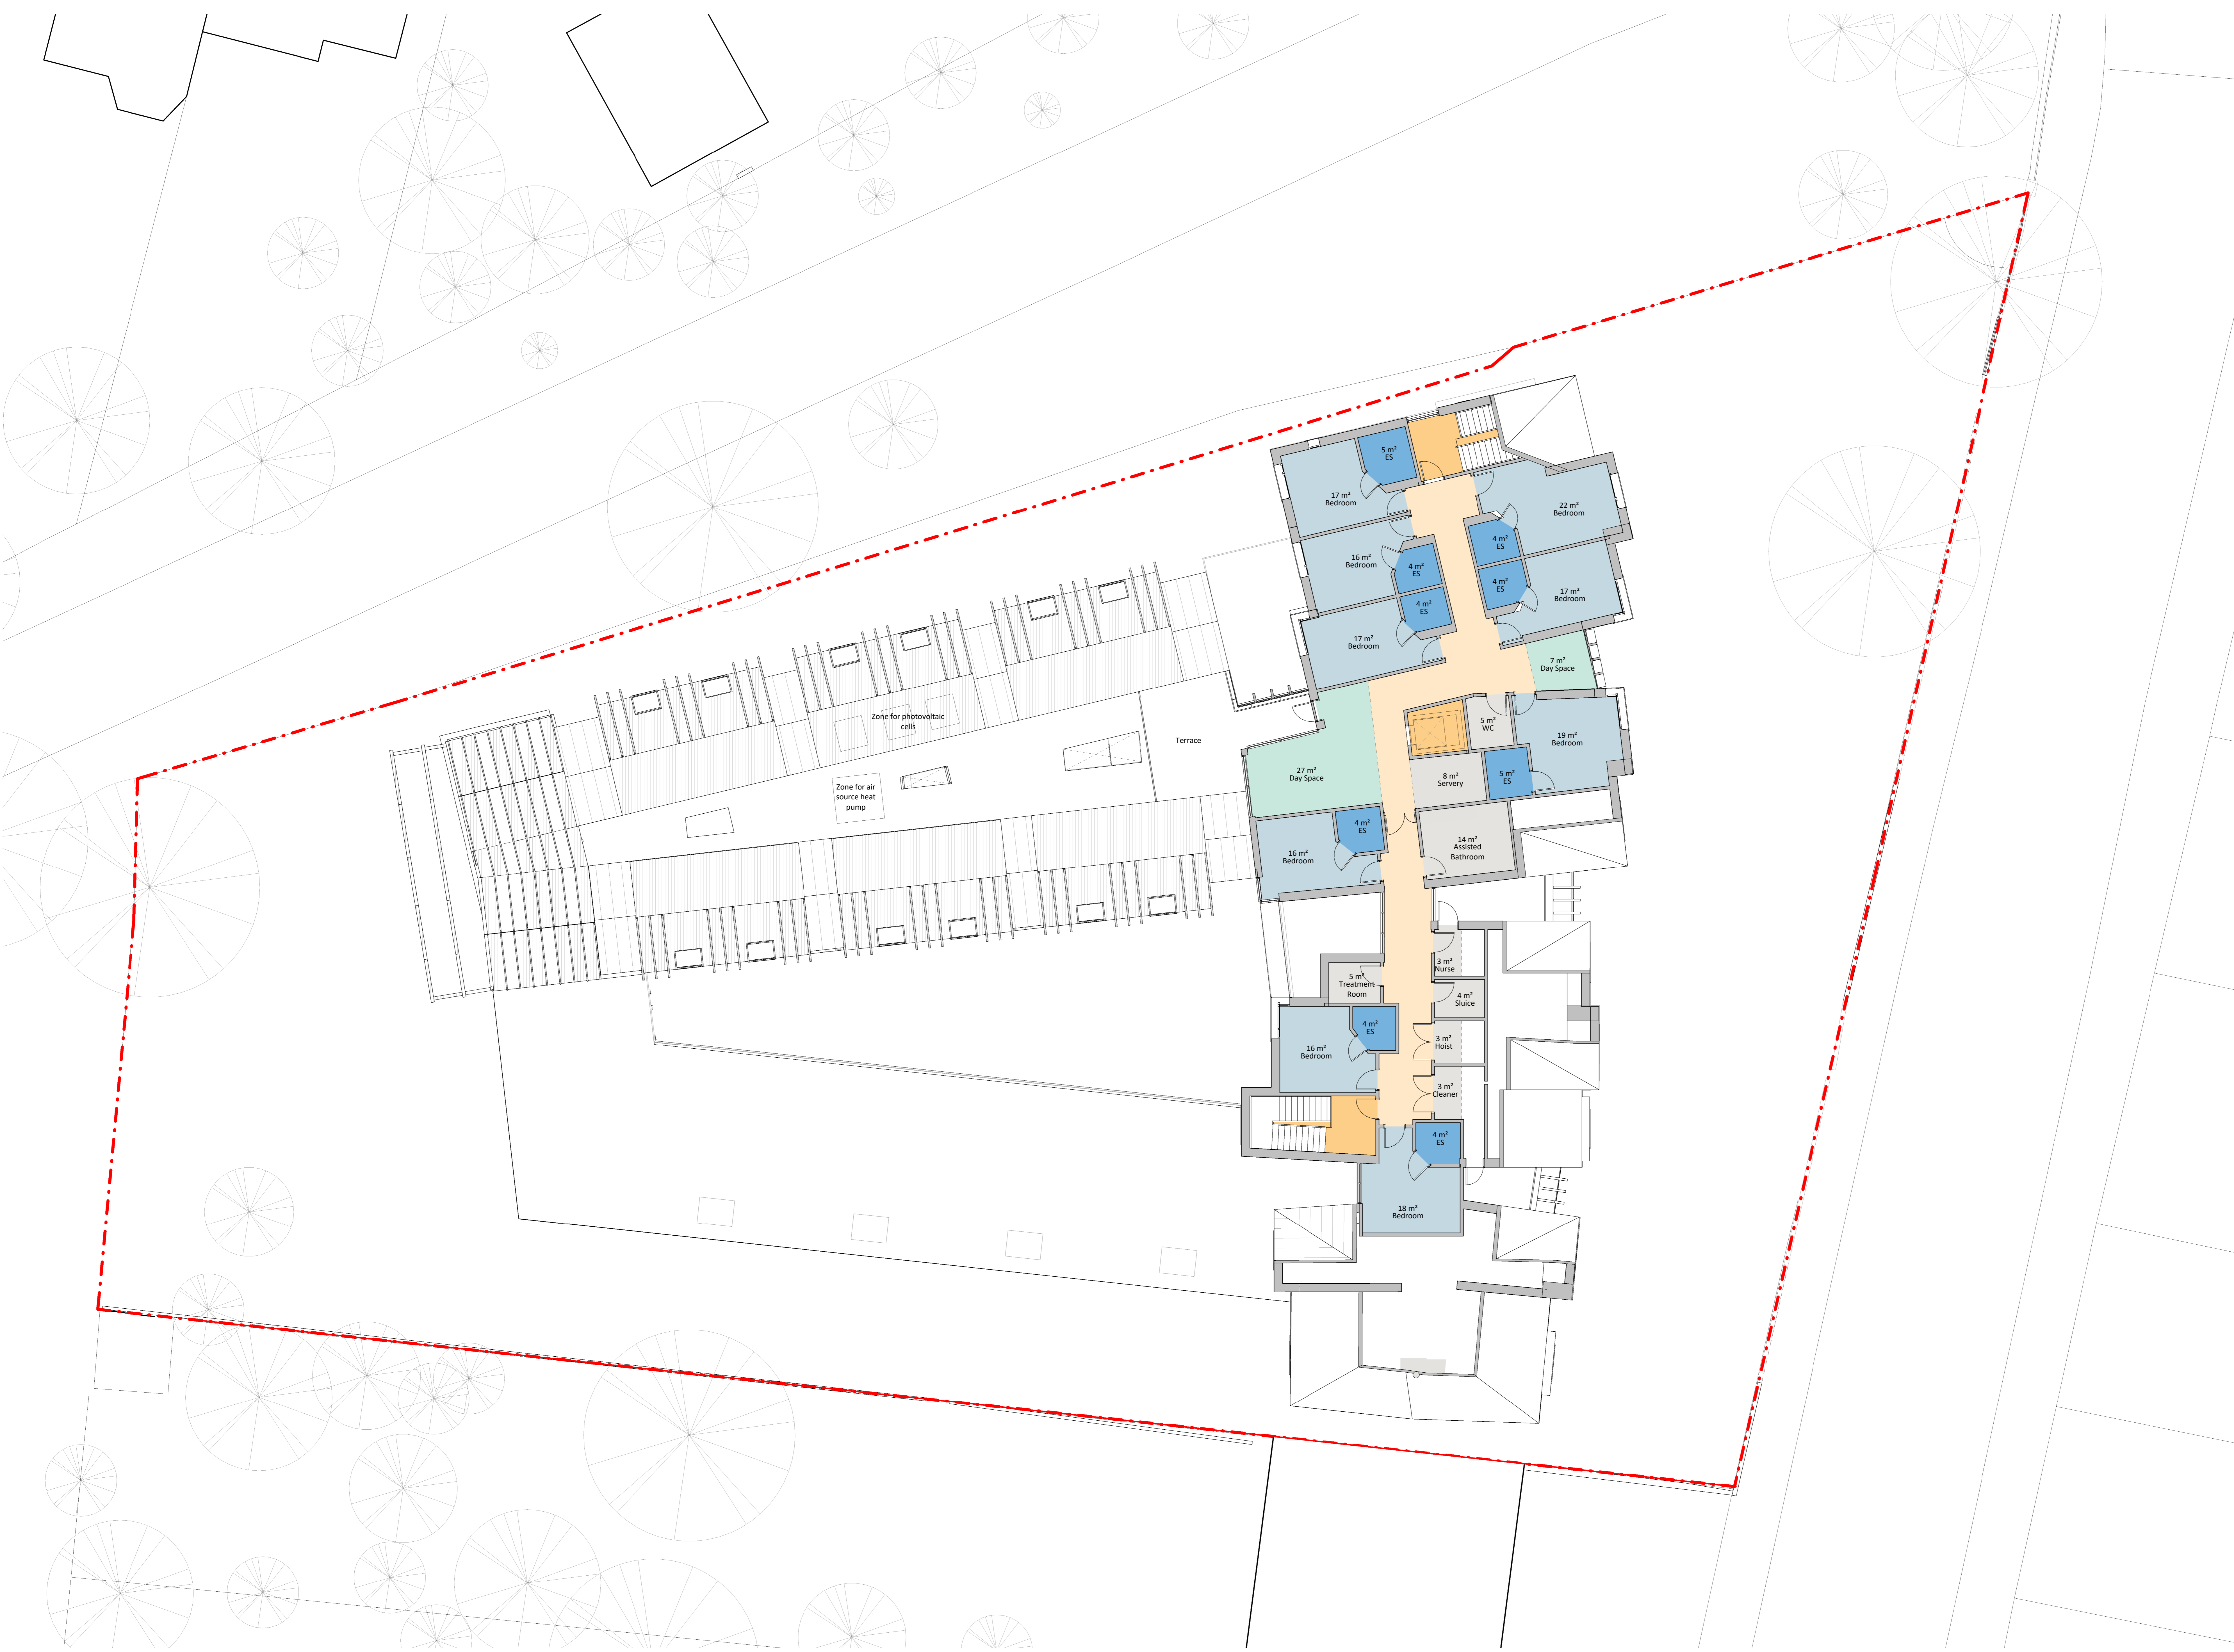 5 m²
ES
17 m²
Bedroom
22 m²
Bedroom
4 m²
ES
16 m²
Bedroom
4 m²
ES
4 m²
ES
17 m²
Bedroom
4 m²
ES
17 m²
Bedroom
7 m²
Day Space
Zone for photovoltaic
cells
5 m²
WC
19 m²
Bedroom
Terrace
27 m²
Day Space
8 m²
Servery
5 m²
ES
Zone for air
source heat
pump
4 m²
ES
14 m²
Assisted
Bathroom
16 m²
Bedroom
3 m²
Nurse
5 m²
Treatment
Room
4 m²
Sluice
4 m²
ES
3 m²
Hoist
16 m²
Bedroom
3 m²
Cleaner
4 m²
ES
18 m²
Bedroom